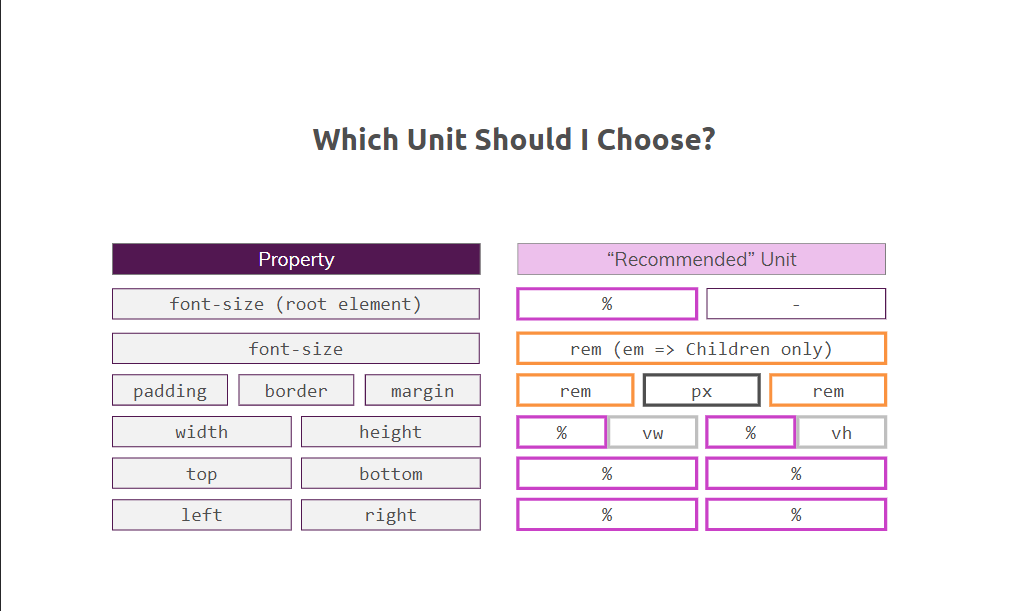 Which Unit Should I Choose?
Property “Recommended” Unit
font-size (root element) % -
font-size rem (em => Children only)
padding border margin rem px rem
width height % vw % vh
top bottom % %
left right % %